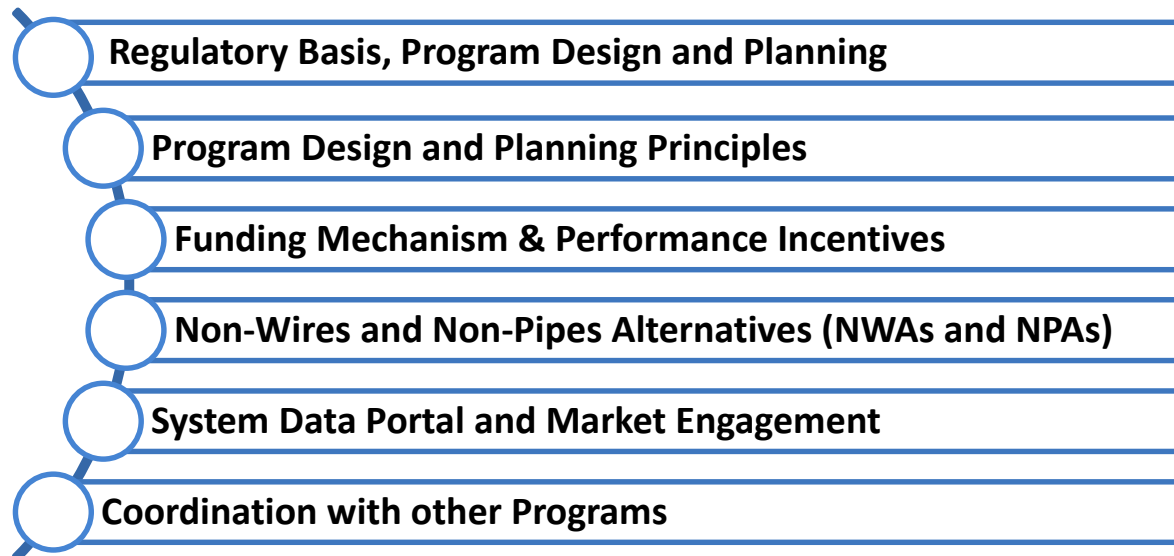 Regulatory Basis, Program Design and Planning
Program Design and Planning Principles
Funding Mechanism & Performance Incentives
Non-Wires and Non-Pipes Alternatives (NWAs and NPAs)
System Data Portal and Market Engagement
Coordination with other Programs